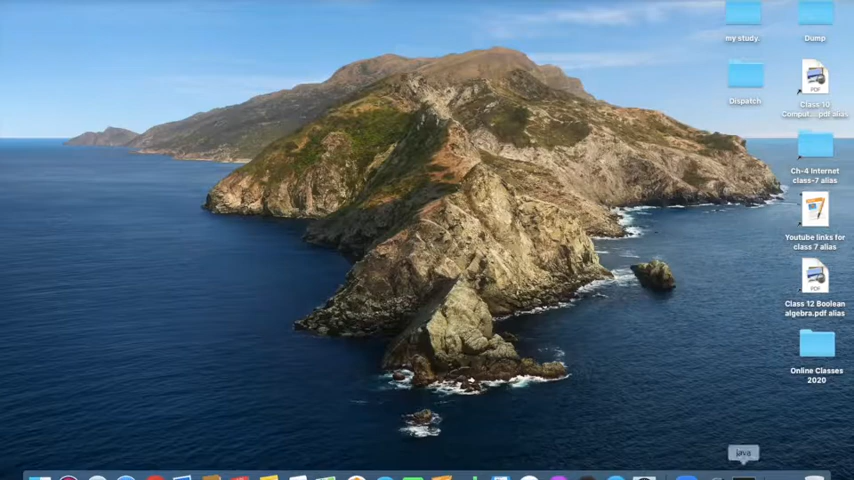 my study.
Dump
Dispatch
Class 10
Comput....pdf alias
Ch-4 Internet
class-7 alias
Youtube links for
class 7 alias
Class 12 Boolean
algebra.pdf alias
Online Classes
2020
java